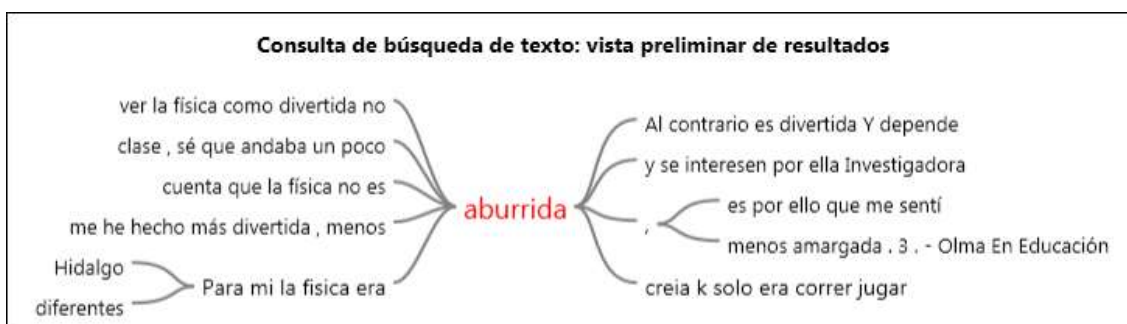 Consulta de búsqueda de texto: vista preliminar de resultados
ver la física como divertida no
clase , sé que andaba un poco
cuenta que la física no es
me he hecho más divertida , menos
Hidalgo
diferentes
Para mi la fisica era
aburrida
Al contrario es divertida Y depende
y se interesen por ella Investigadora
,
es por ello que me sentí
menos amargada . 3 . - Olma En Educación
creia k solo era correr jugar